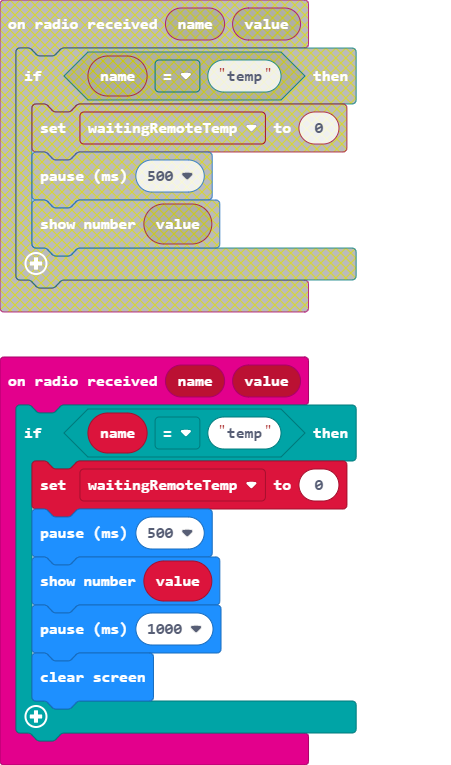 on radio received name value
if name = "temp" then
set waitingRemoteTemp to 0
pause (ms) 500
show number value
on radio received name value
if name = "temp" then
set waitingRemoteTemp to 0
pause (ms) 500
show number value
pause (ms) 1000
clear screen